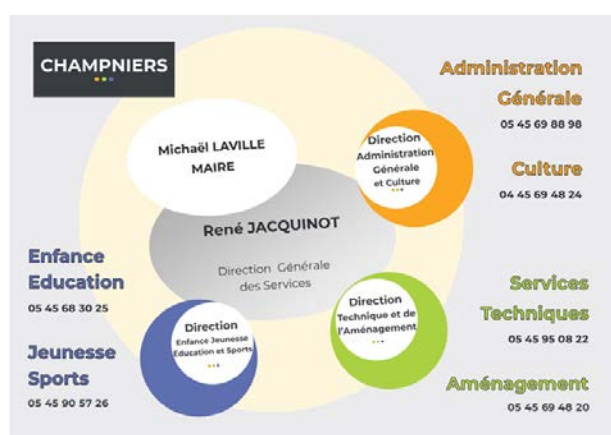 CHAMPNIERS
Michaël LAVILLE
MAIRE
René JACQUINOT
Direction Générale
des Services
Direction
Administration
Générale
et Culture
Administration
Générale
05 45 69 88 98
Culture
04 45 69 48 24
Enfance
Education
05 45 68 30 25
Jeunesse
Sports
05 45 90 57 26
Direction
Enfance Jeunesse
Education et Sports
Direction
Technique et de
l'Aménagement
Services
Techniques
05 45 95 08 22
Aménagement
05 45 69 48 20